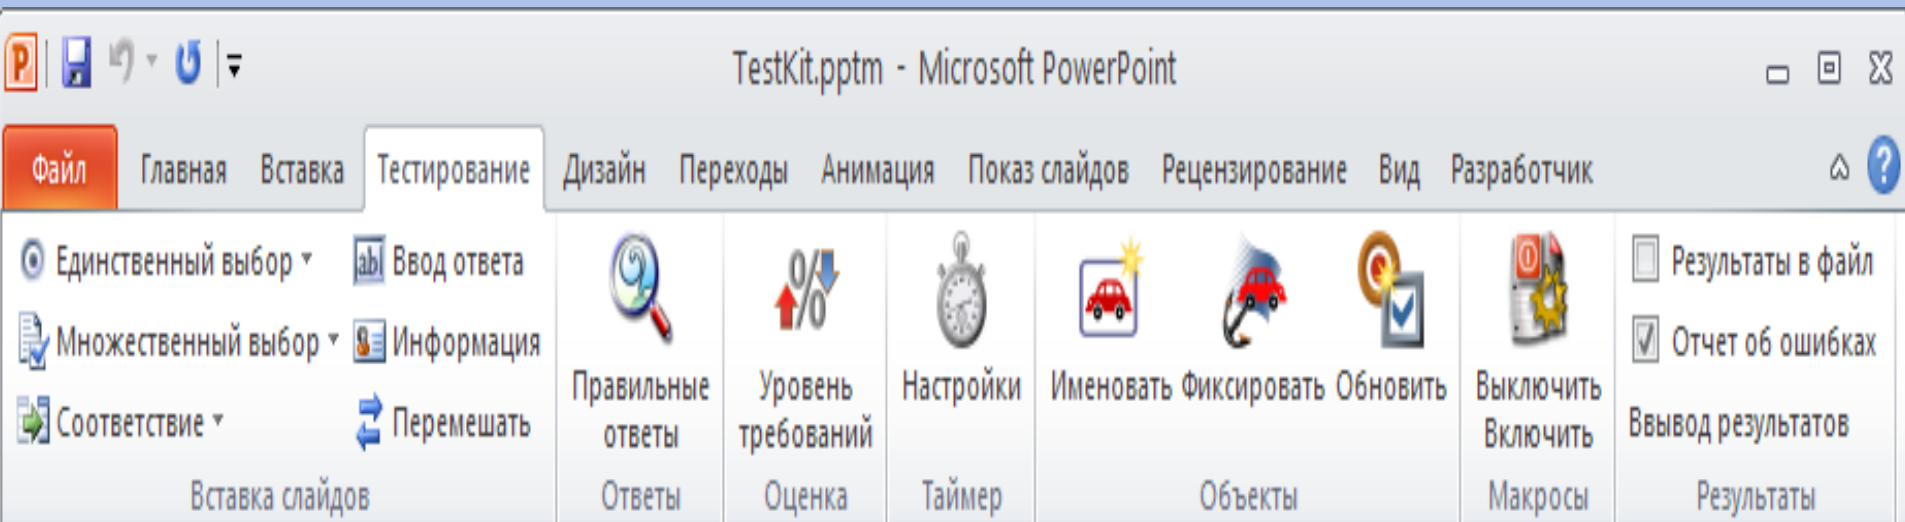 TestKit.pptm - Microsoft PowerPoint
Файл Главная Вставка Тестирование Дизайн Переходы Анимация Показ слайдов Рецензирование Вид Разработчик
Единственный выбор
Множественный выбор
Соответствие
Ввод ответа
Информация
Перемешать
Вставка слайдов
Правильные
ответы
Ответы
Уровень
требований
Оценка
Настройки
Таймер
Именовать Фиксировать Обновить
Объекты
Выключить
Включить
Макросы
Результаты в файл
Отчет об ошибках
Ввывод результатов
Результаты